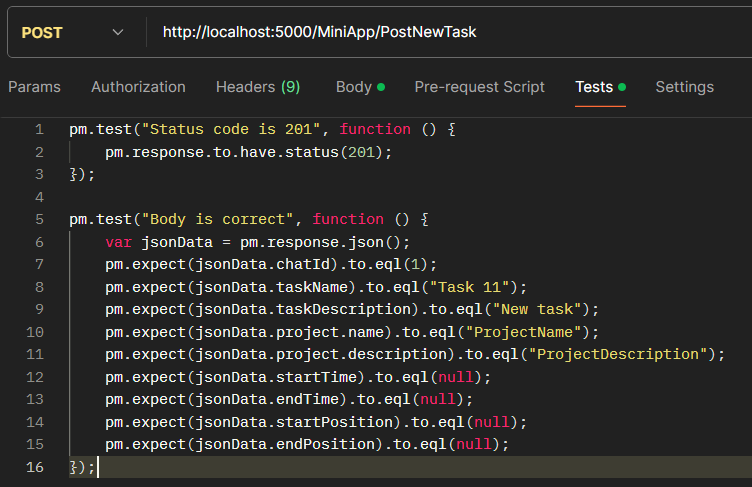 POST http://localhost:5000/MiniApp/PostNewTask
Params Authorization Headers (9) Body Pre-request Script Tests Settings
1 pm.test("Status code is 201", function () {
2 pm.response.to.have.status(201);
3 });
4
5 pm.test("Body is correct", function () {
6 var jsonData = pm.response.json();
7 pm.expect(jsonData.chatId).to.eql(1);
8 pm.expect(jsonData.taskName).to.eql("Task 11");
9 pm.expect(jsonData.taskDescription).to.eql("New task");
10 pm.expect(jsonData.project.name).to.eql("ProjectName");
11 pm.expect(jsonData.project.description).to.eql("ProjectDescription");
12 pm.expect(jsonData.startTime).to.eql(null);
13 pm.expect(jsonData.endTime).to.eql(null);
14 pm.expect(jsonData.startPosition).to.eql(null);
15 pm.expect(jsonData.endPosition).to.eql(null);
16 });